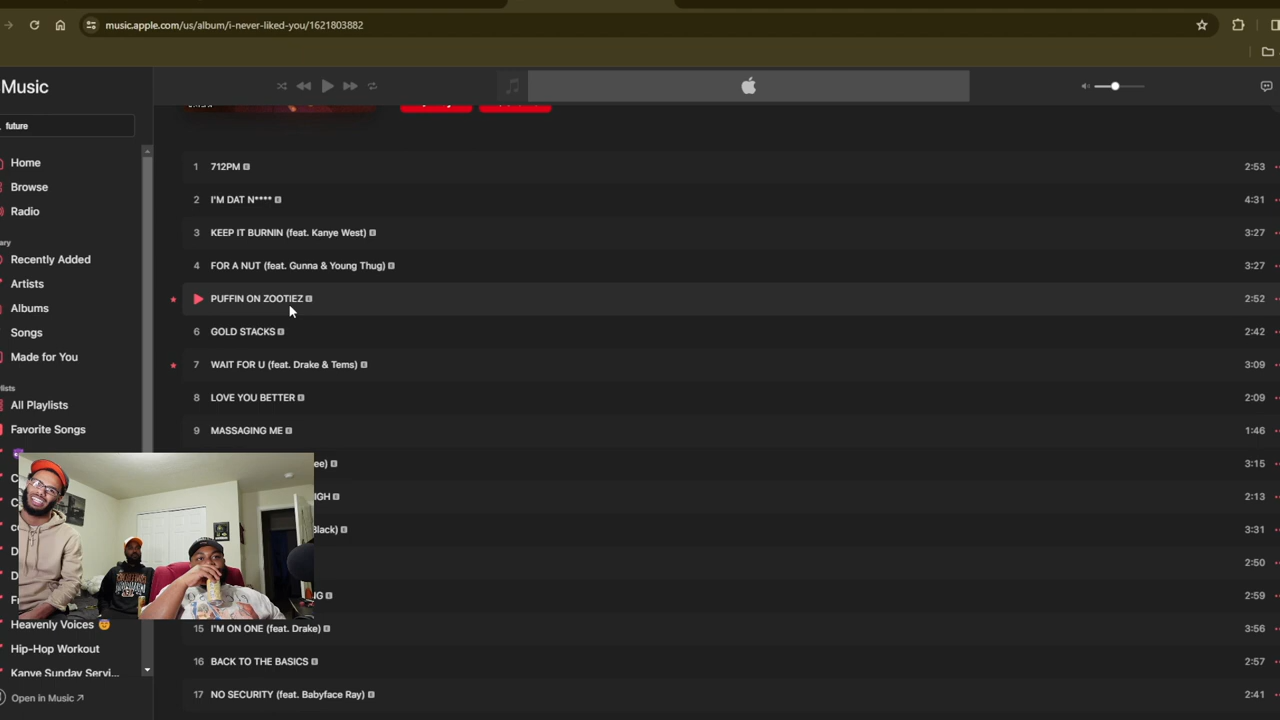 music.apple.com/us/album/i-never-liked-you/1621803882
Music
future
Home
Browse
Radio
Recently Added
Artists
Albums
Songs
Made for You
All Playlists
Favorite Songs
Heavenly Voices
Hip-Hop Workout
Kanye Sunday Servi...
Open in Music ↗
1 712PM E 2:53
2 I'M DAT N**** E 4:31
3 KEEP IT BURNIN (feat. Kanye West) E 3:27
4 FOR A NUT (feat. Gunna & Young Thug) E 3:27
PUFFIN ON ZOOTIEZ E 2:52
6 GOLD STACKS E 2:42
7 WAIT FOR U (feat. Drake & Tems) E 3:09
8 LOVE YOU BETTER E 2:09
9 MASSAGING ME E 1:46
ee) E 3:15
IGH E 2:13
Black) E 3:31
2:50
NG E 2:59
15 I'M ON ONE (feat. Drake) E 3:56
16 BACK TO THE BASICS E 2:57
17 NO SECURITY (feat. Babyface Ray) E 2:41